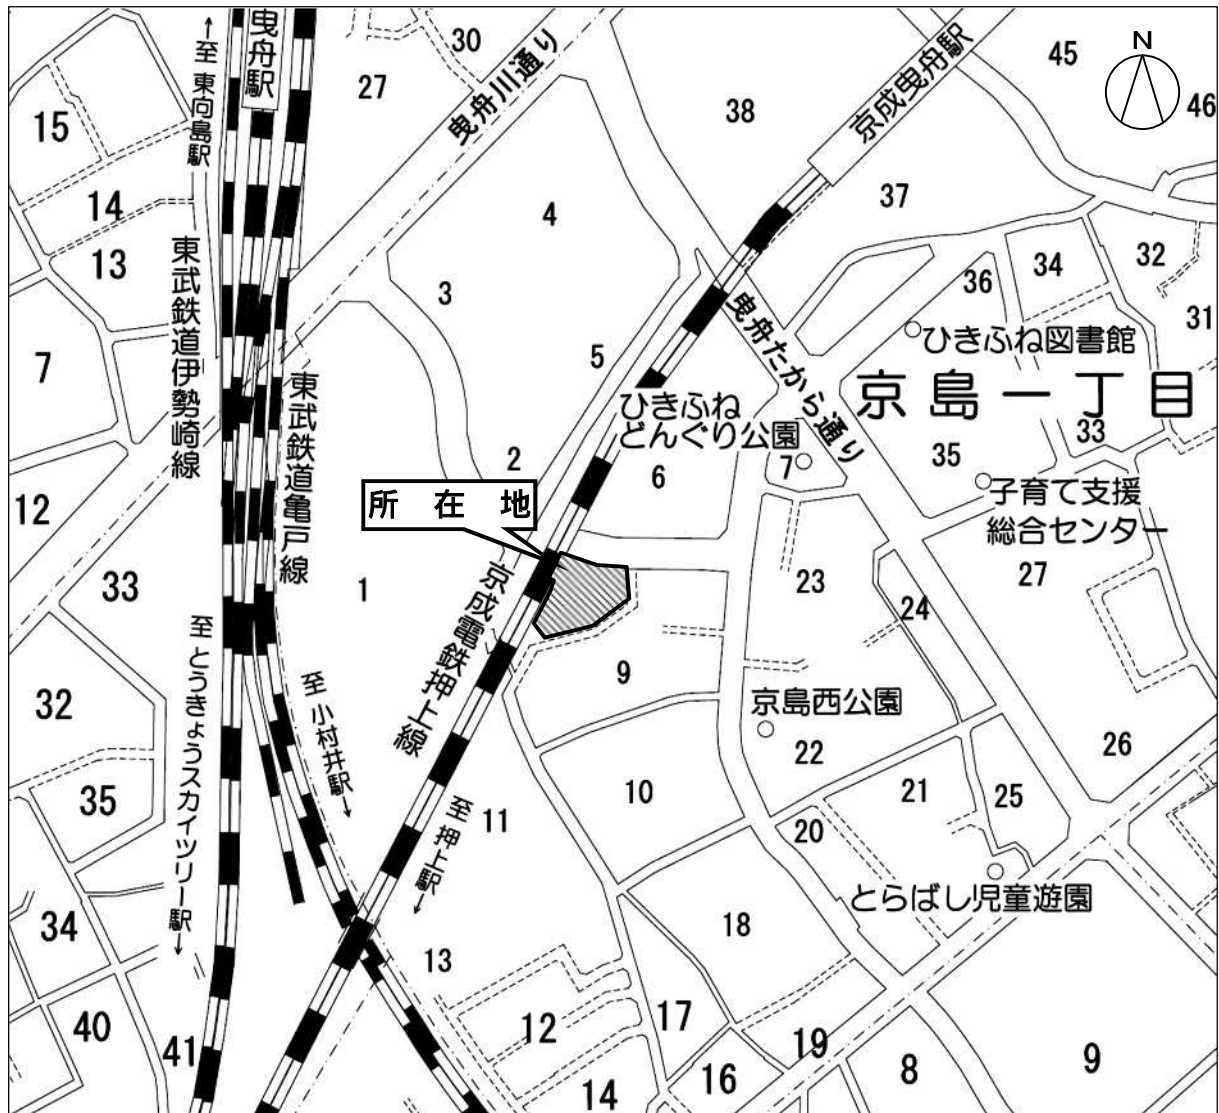 ↑至 東向島駅
曳舟駅
30
曳舟川通り
27
38
京成曳舟駅
45
N
46
15
14
13
東武鉄道伊勢崎線
4
3
37
36
34
32
31
7
東武鉄道亀戸線
5
曳舟たから通り
ひきふね図書館
京島一丁目
ひきふね
どんぐり公園
7
35
33
2
6
12
所在地
子育て支援
総合センター
33
1
京成電鉄押上線
23
24
27
至 とうきょうスカイツリー駅→
至 小村井駅→
9
32
京島西公園
22
26
35
11
10
21
25
20
至 押上駅→
とらばし児童遊園
34
13
18
40
41
12
17
19
14
16
8
9